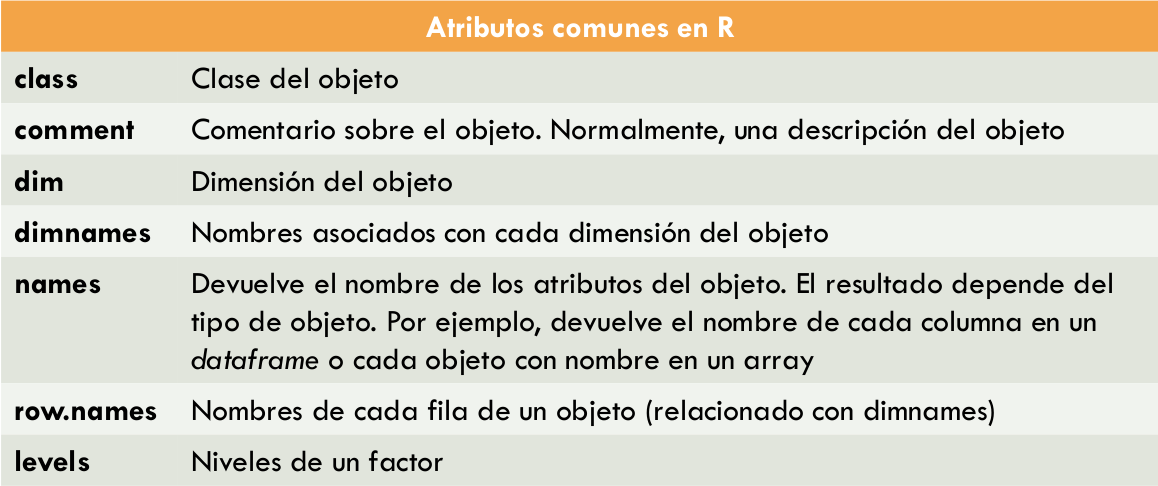 Atributos comunes en R
class Clase del objeto
comment Comentario sobre el objeto. Normalmente, una descripción del objeto
dim Dimensión del objeto
dimnames Nombres asociados con cada dimensión del objeto
names Devuelve el nombre de los atributos del objeto. El resultado depende del
tipo de objeto. Por ejemplo, devuelve el nombre de cada columna en un
dataframe o cada objeto con nombre en un array
row.names Nombres de cada fila de un objeto (relacionado con dimnames)
levels Niveles de un factor